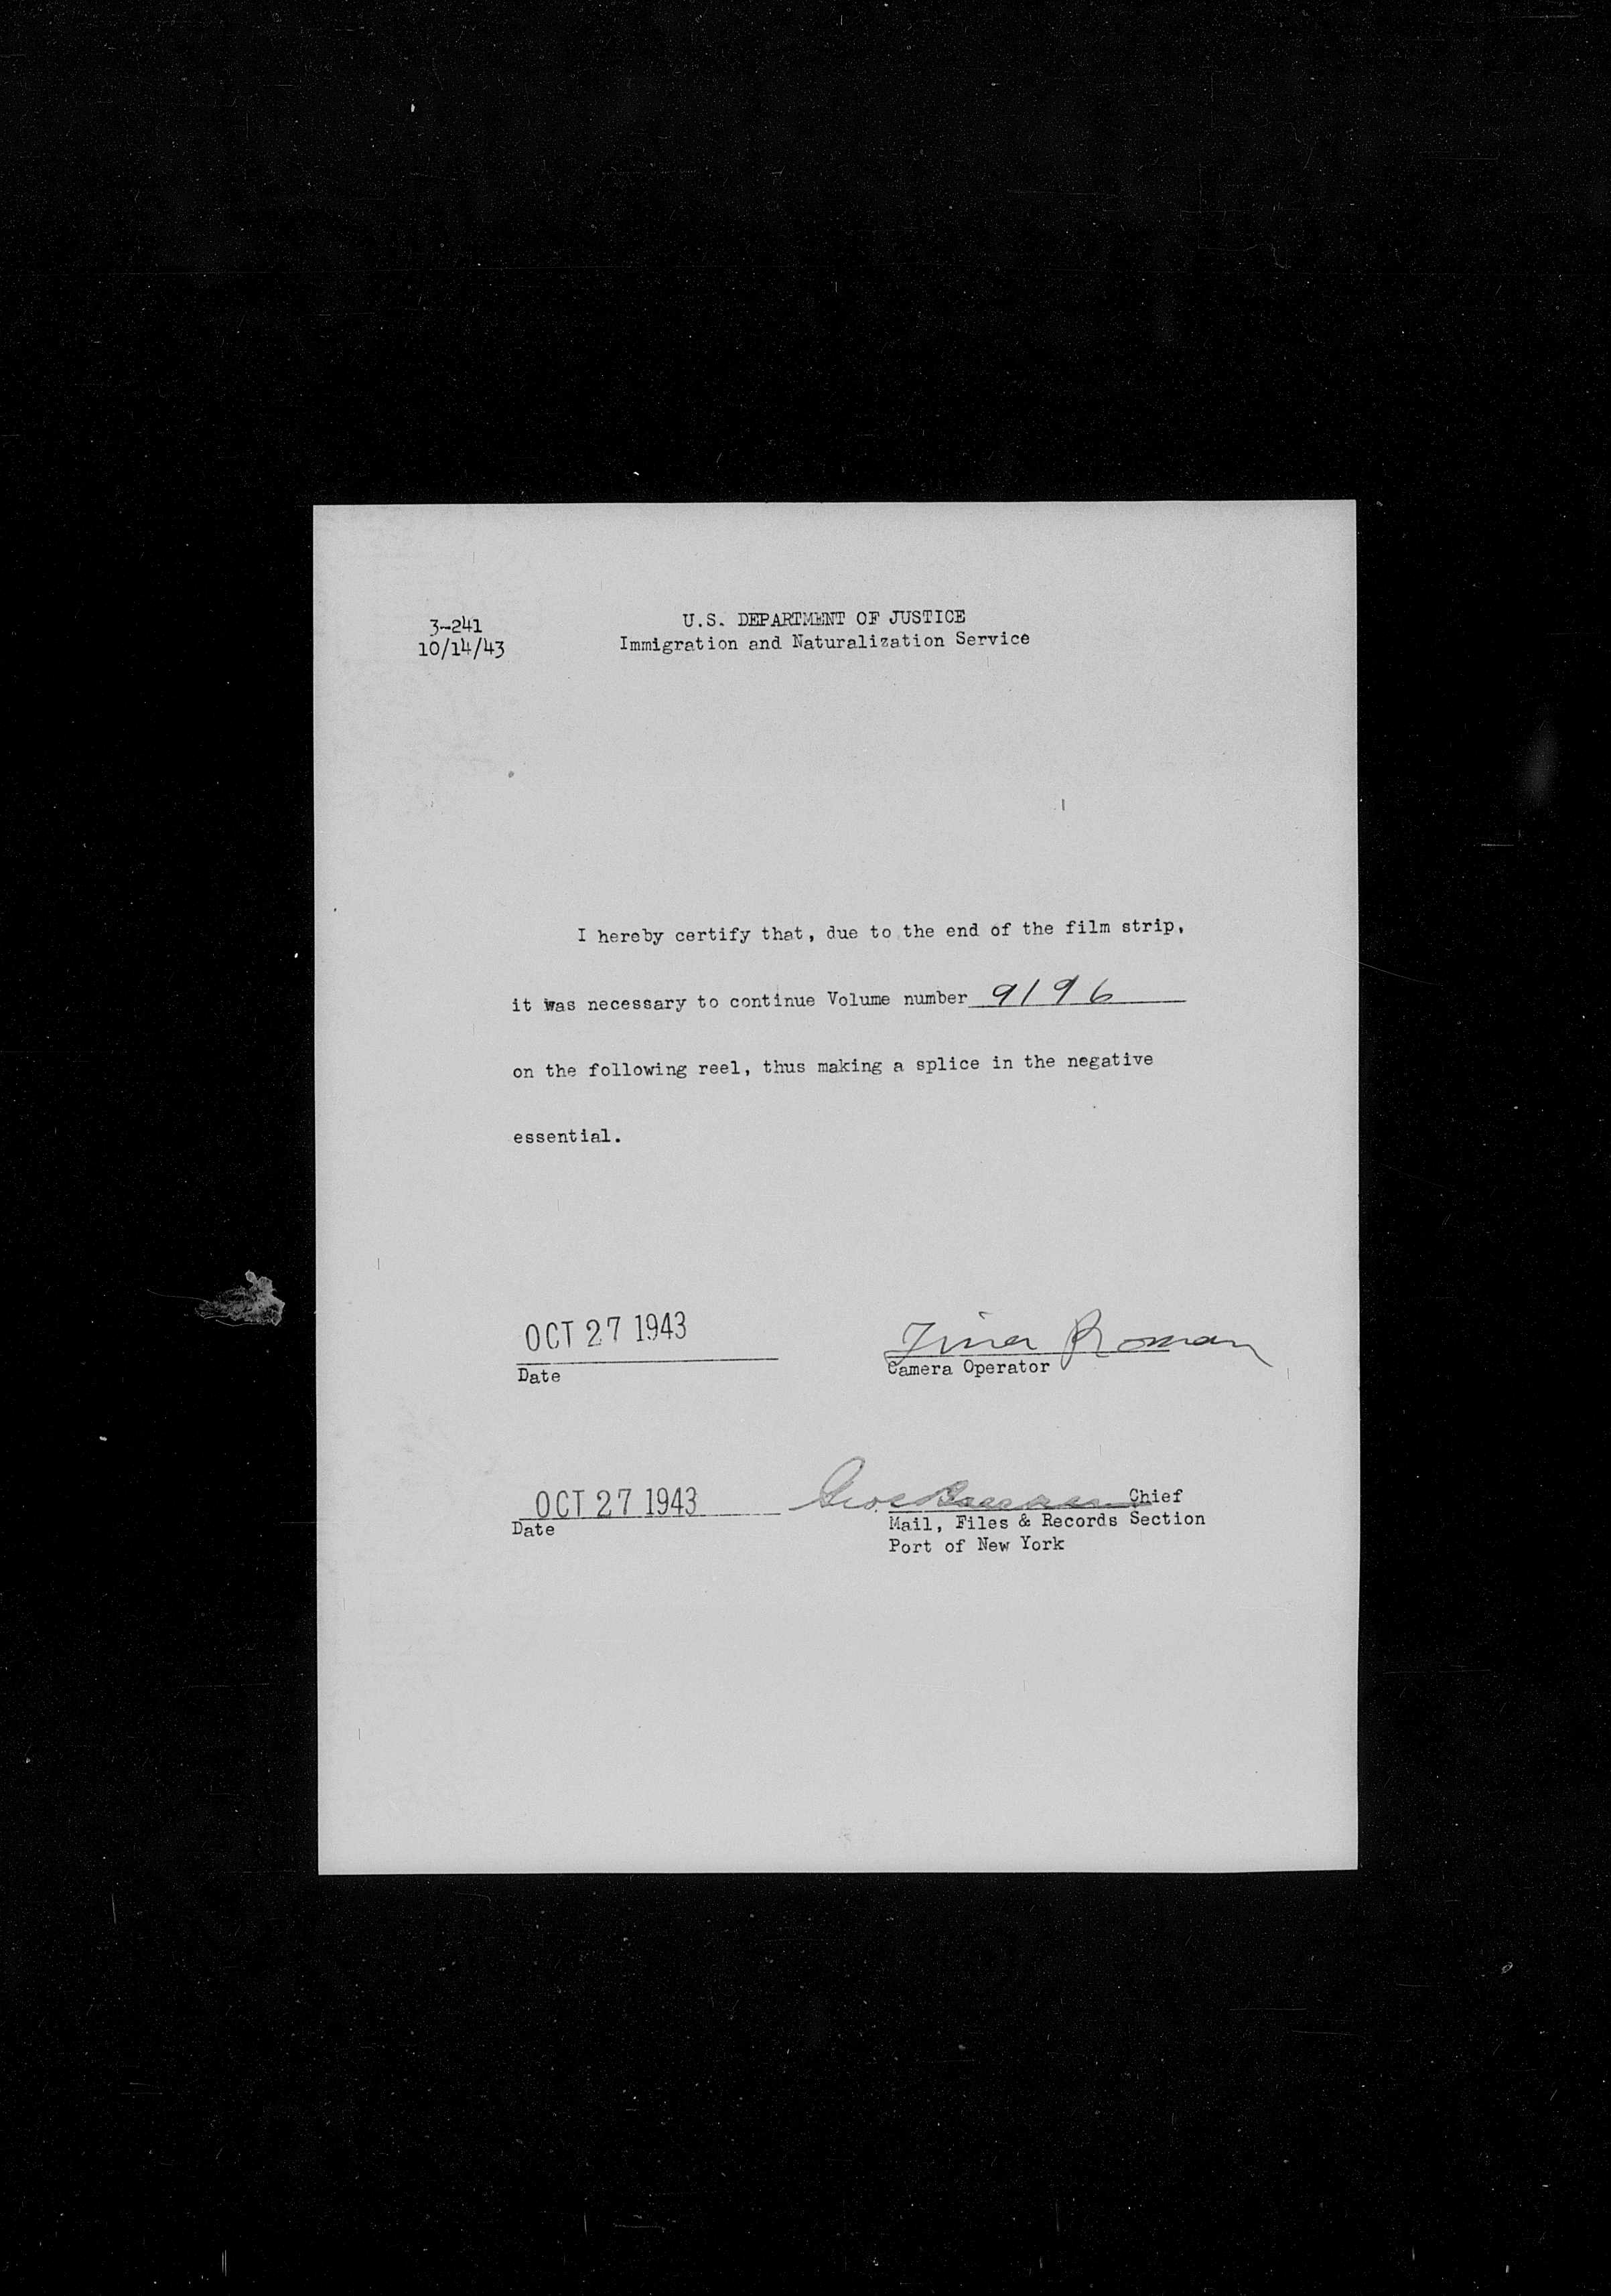 3-241
10/14/43
U.S. DEPARTMENT OF JUSTICE
Immigration and Naturalization Service
I hereby certify that, due to the end of the film strip,
it was necessary to continue Volume number 9196
on the following reel, thus making a splice in the negative
essential.
OCT 27 1943
Date
Tina Roman
Camera Operator
OCT 27 1943
Date
Chief
Mail, Files & Records Section
Port of New York